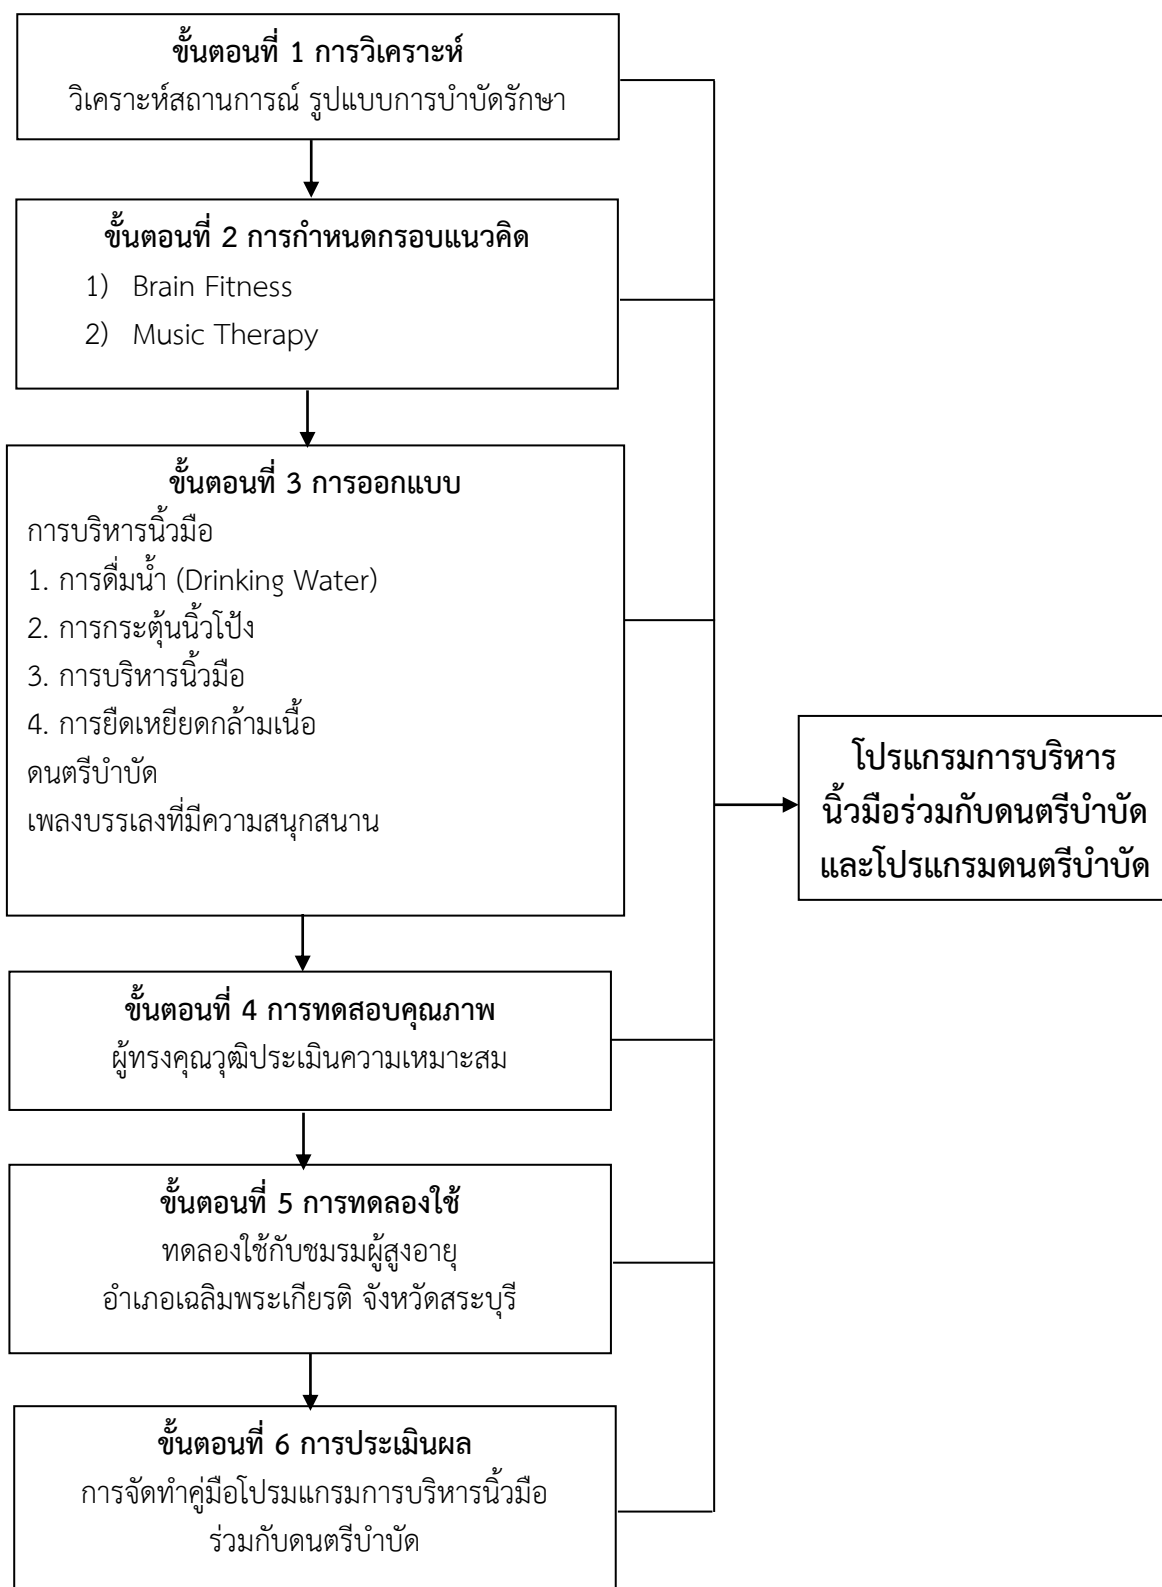 ขั้นตอนที่ 1 การวิเคราะห์
วิเคราะห์สถานการณ์ รูปแบบการบำบัดรักษา
ขั้นตอนที่ 2 การกำหนดกรอบแนวคิด
1) Brain Fitness
2) Music Therapy
ขั้นตอนที่ 3 การออกแบบ
การบริหารนิ้วมือ
1. การดื่มน้ำ (Drinking Water)
2. การกระตุ้นนิ้วโป้ง
3. การบริหารนิ้วมือ
4. การยืดเหยียดกล้ามเนื้อ
ดนตรีบำบัด
เพลงบรรเลงที่มีความสนุกสนาน
ขั้นตอนที่ 4 การทดสอบคุณภาพ
ผู้ทรงคุณวุฒิประเมินความเหมาะสม
ขั้นตอนที่ 5 การทดลองใช้
ทดลองใช้กับชมรมผู้สูงอายุ
อำเภอเฉลิมพระเกียรติ จังหวัดสระบุรี
ขั้นตอนที่ 6 การประเมินผล
การจัดทำคู่มือโปรมแกรมการบริหารนิ้วมือ
ร่วมกับดนตรีบำบัด
โปรแกรมการบริหาร
นิ้วมือร่วมกับดนตรีบำบัด
และโปรแกรมดนตรีบำบัด